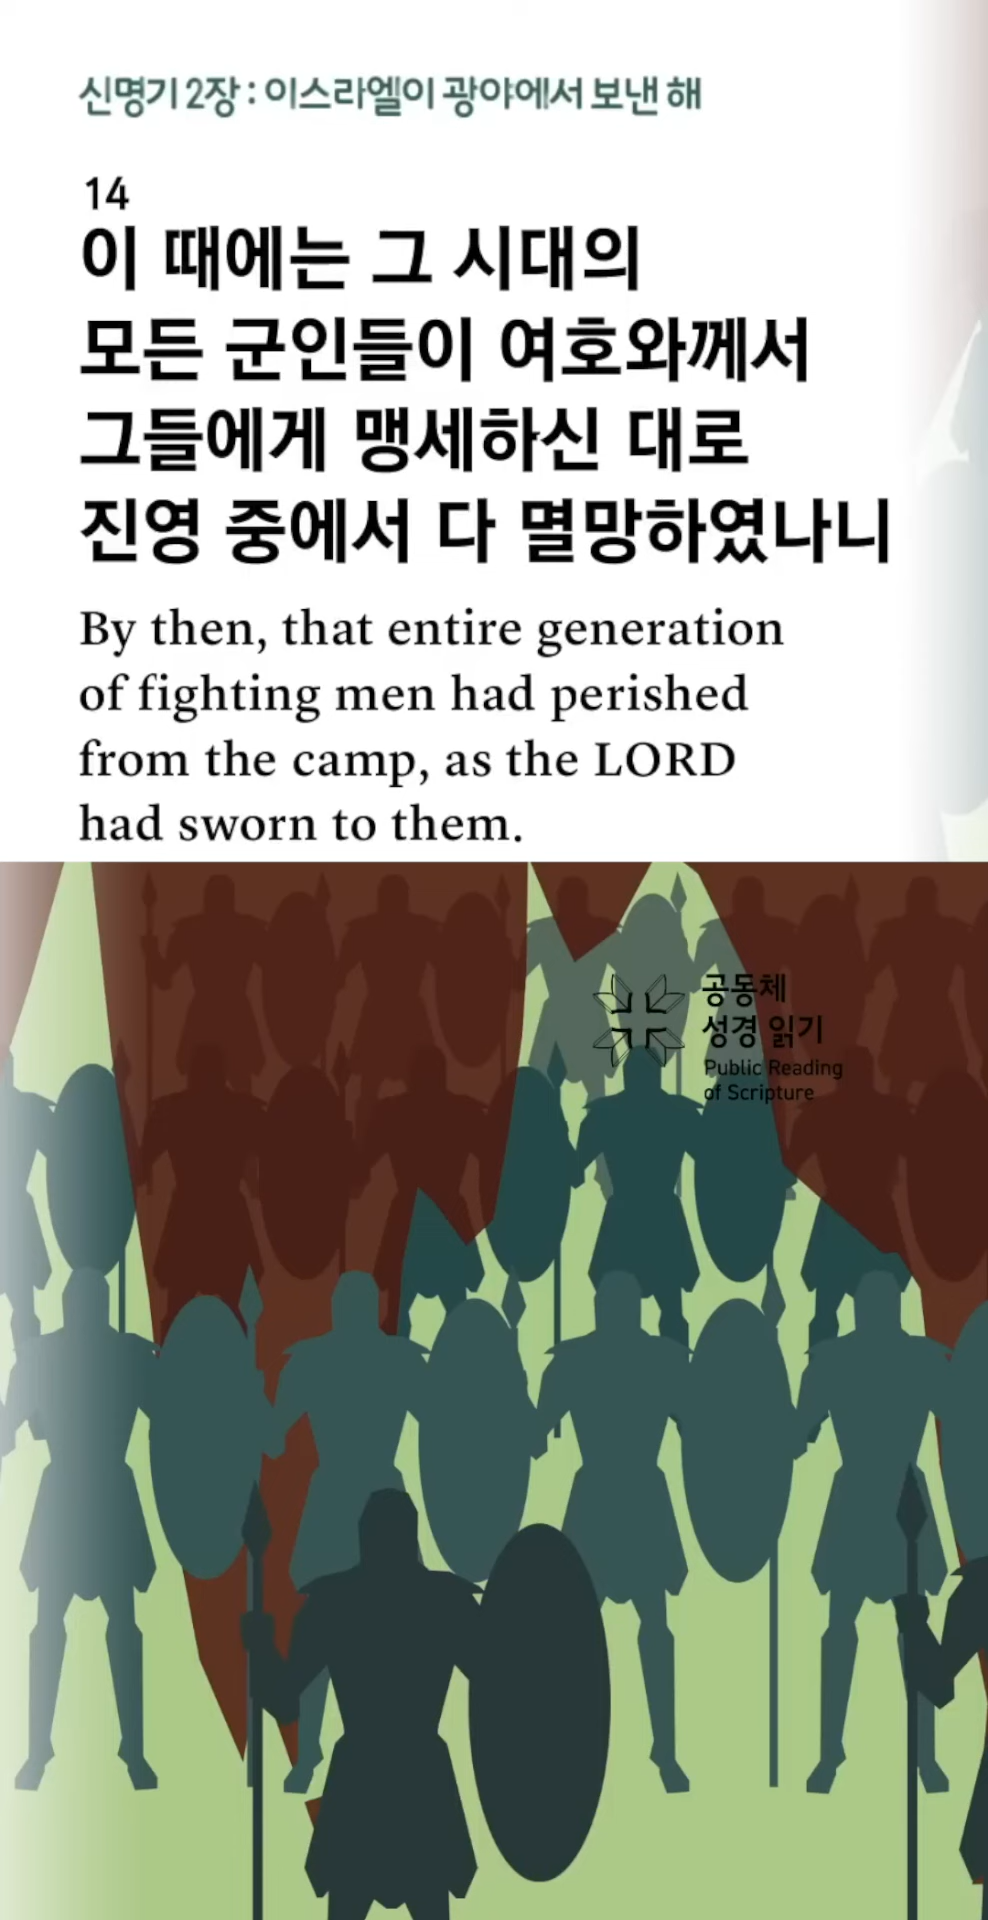 신명기 2장 : 이스라엘이 광야에서 보낸 해
14
이 때에는 그 시대의
모든 군인들이 여호와께서
그들에게 맹세하신 대로
진영 중에서 다 멸망하였나니
By then, that entire generation
of fighting men had perished
from the camp, as the LORD
had sworn to them.
공동체
성경 읽기
Public Reading
of Scripture